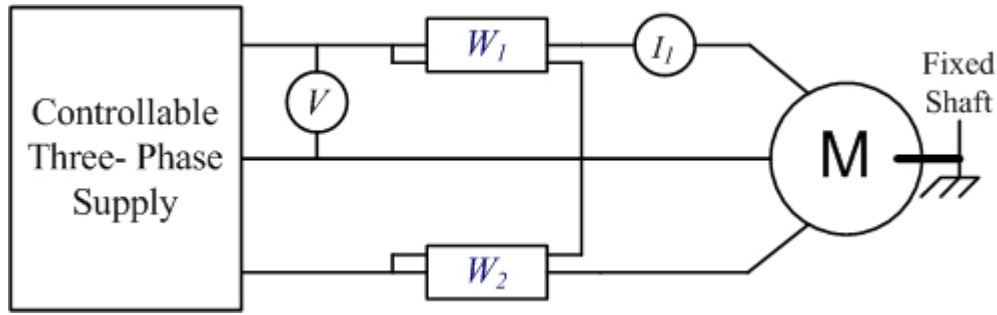 Controllable
Three- Phase
Supply
V
W1
I1
M
Fixed
Shaft
W2